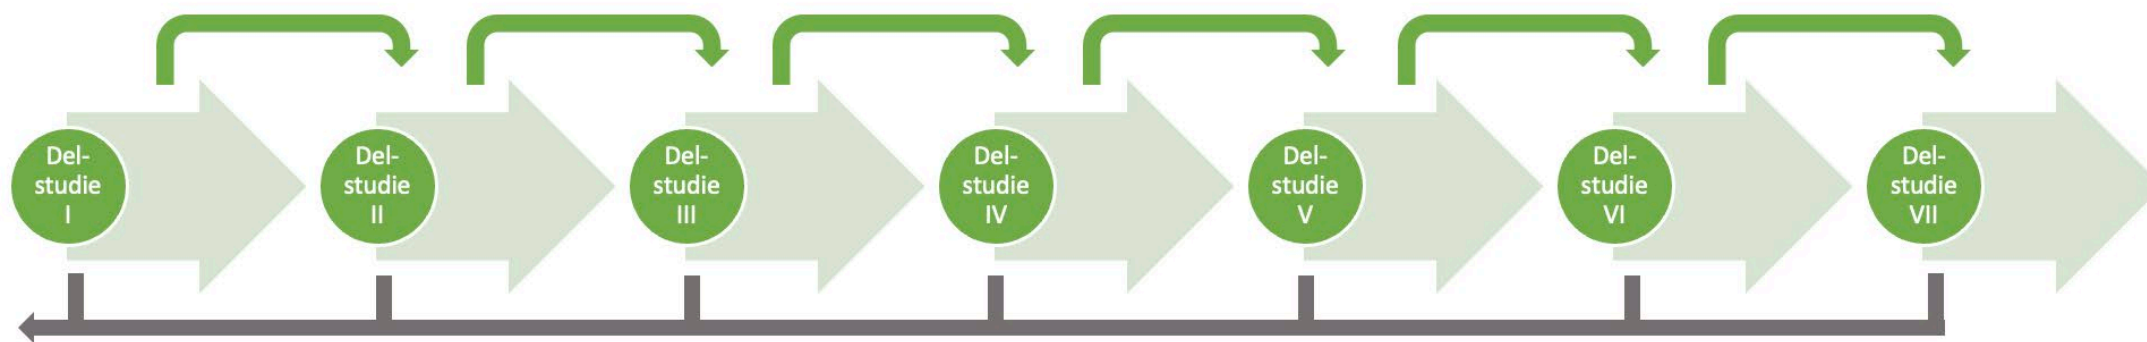 Del-
studie
I
Del-
studie
II
Del-
studie
III
Del-
studie
IV
Del-
studie
V
Del-
studie
VI
Del-
studie
VII